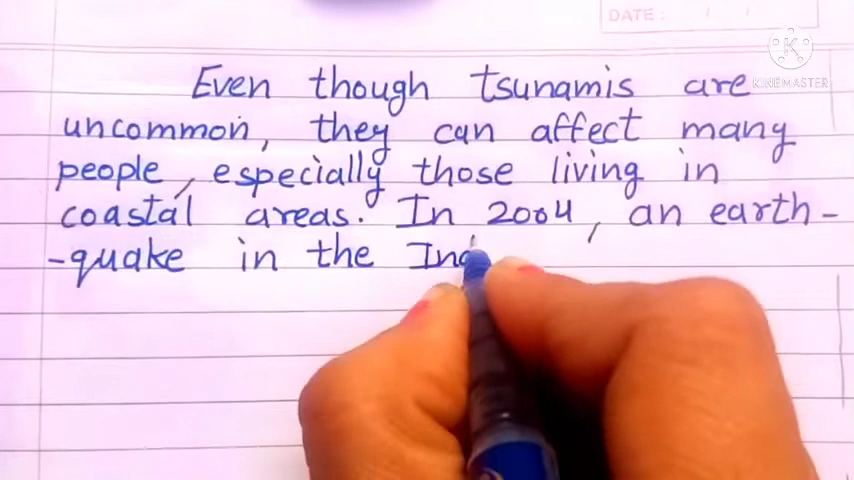 DATE: / /
KINEMASTER
Even though tsunamis are
uncommon, they can affect many
people, especially those living in
coastal areas. In 2004, an earth-
-quake in the Ind